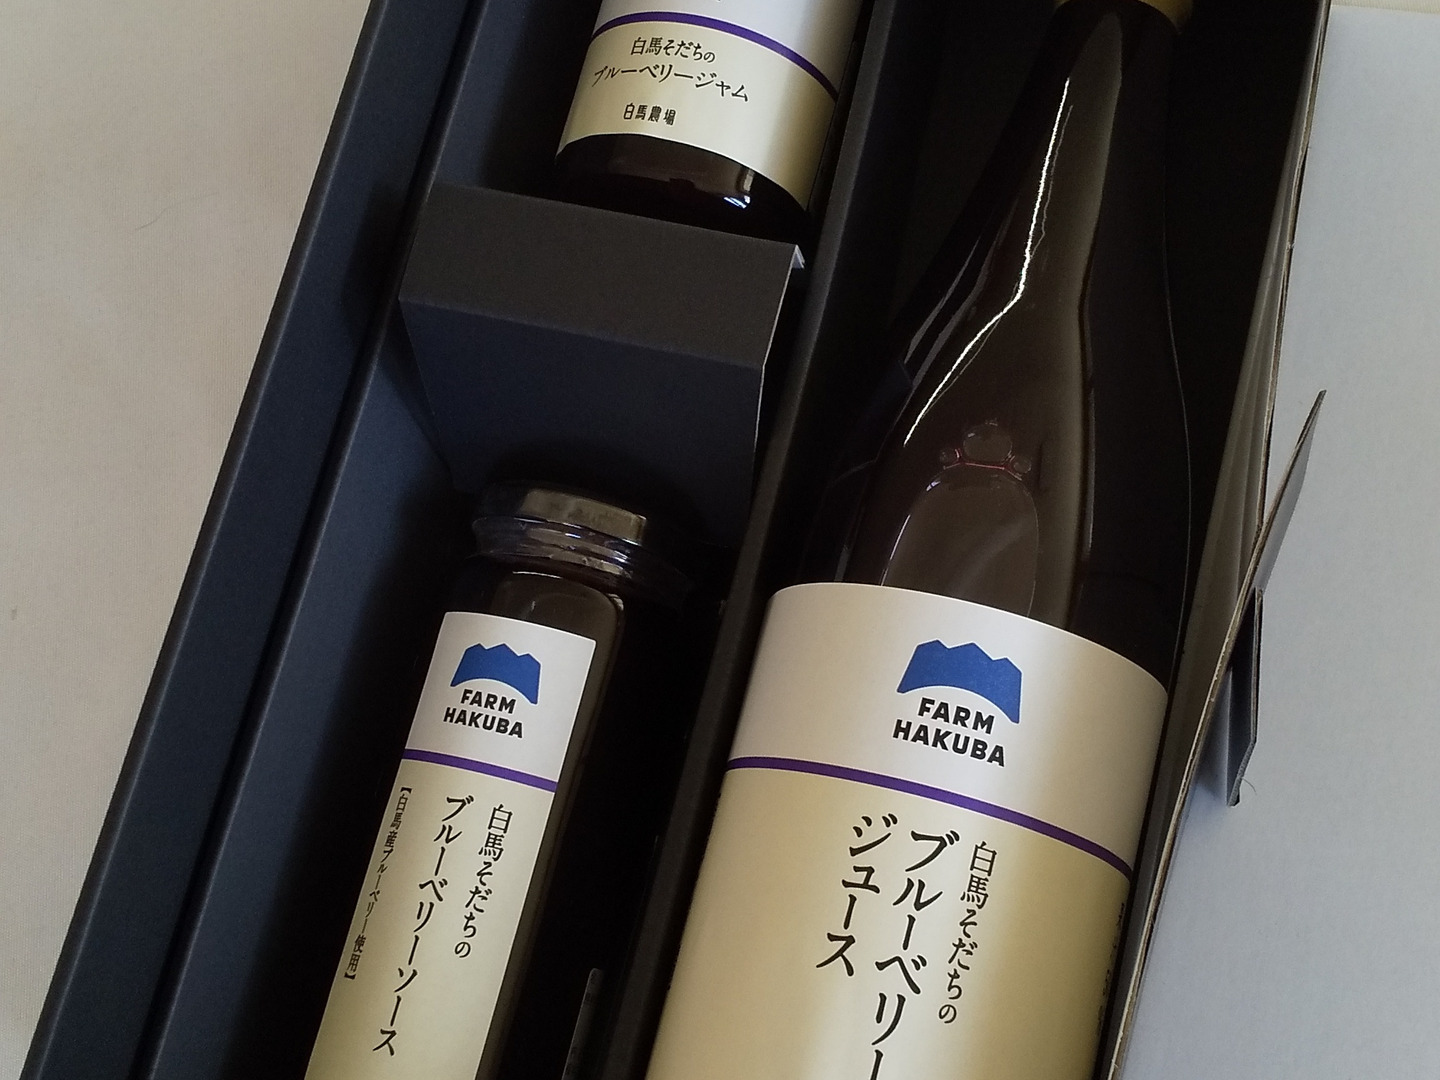 白馬そだちの
ブルーベリージャム
白馬農場
FARM
HAKUBA
白馬そだちの
ブルーベリーソース
【白馬産ブルーベリー使用】
FARM
HAKUBA
白馬そだちの
ブルーベリー
ジュース